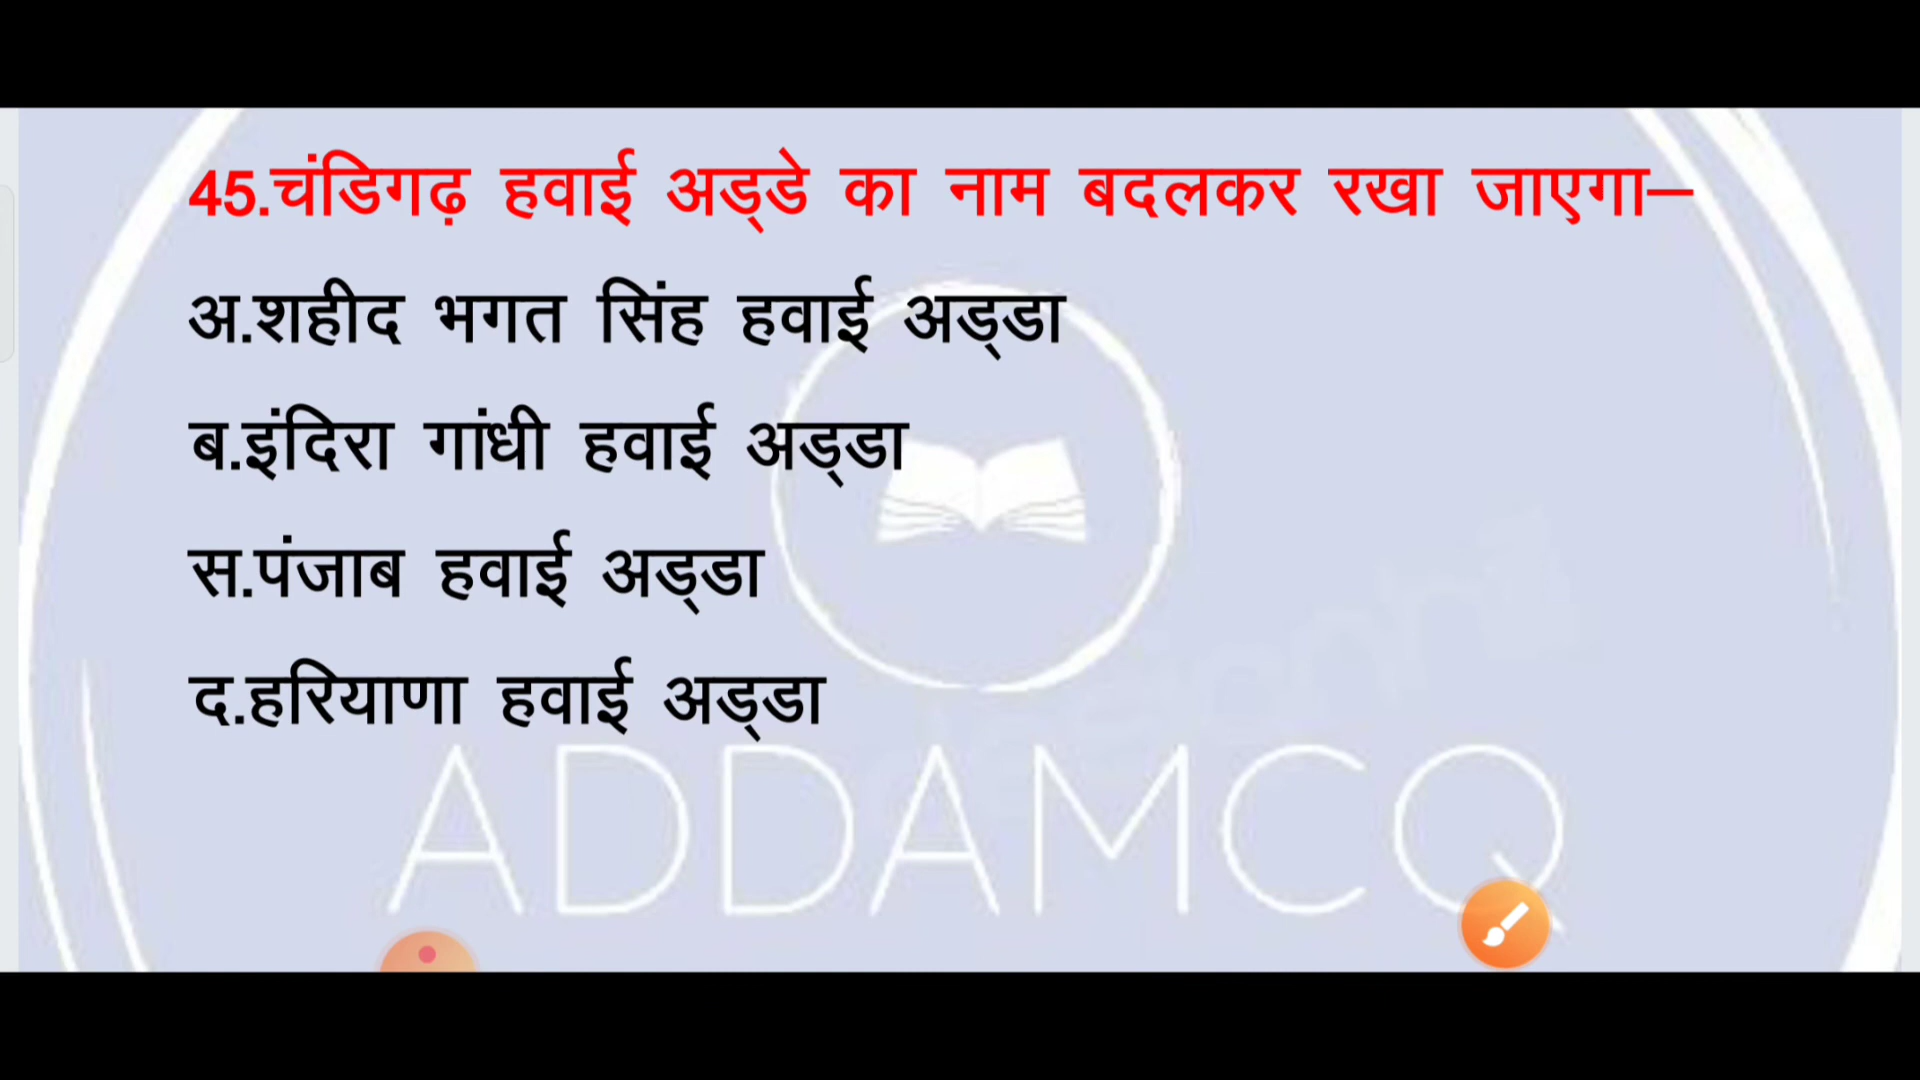 45.चंडिगढ़ हवाई अड्डे का नाम बदलकर रखा जाएगा–
अ.शहीद भगत सिंह हवाई अड्डा
ब.इंदिरा गांधी हवाई अड्डा
स.पंजाब हवाई अड्डा
द.हरियाणा हवाई अड्डा
ADDAMCQ